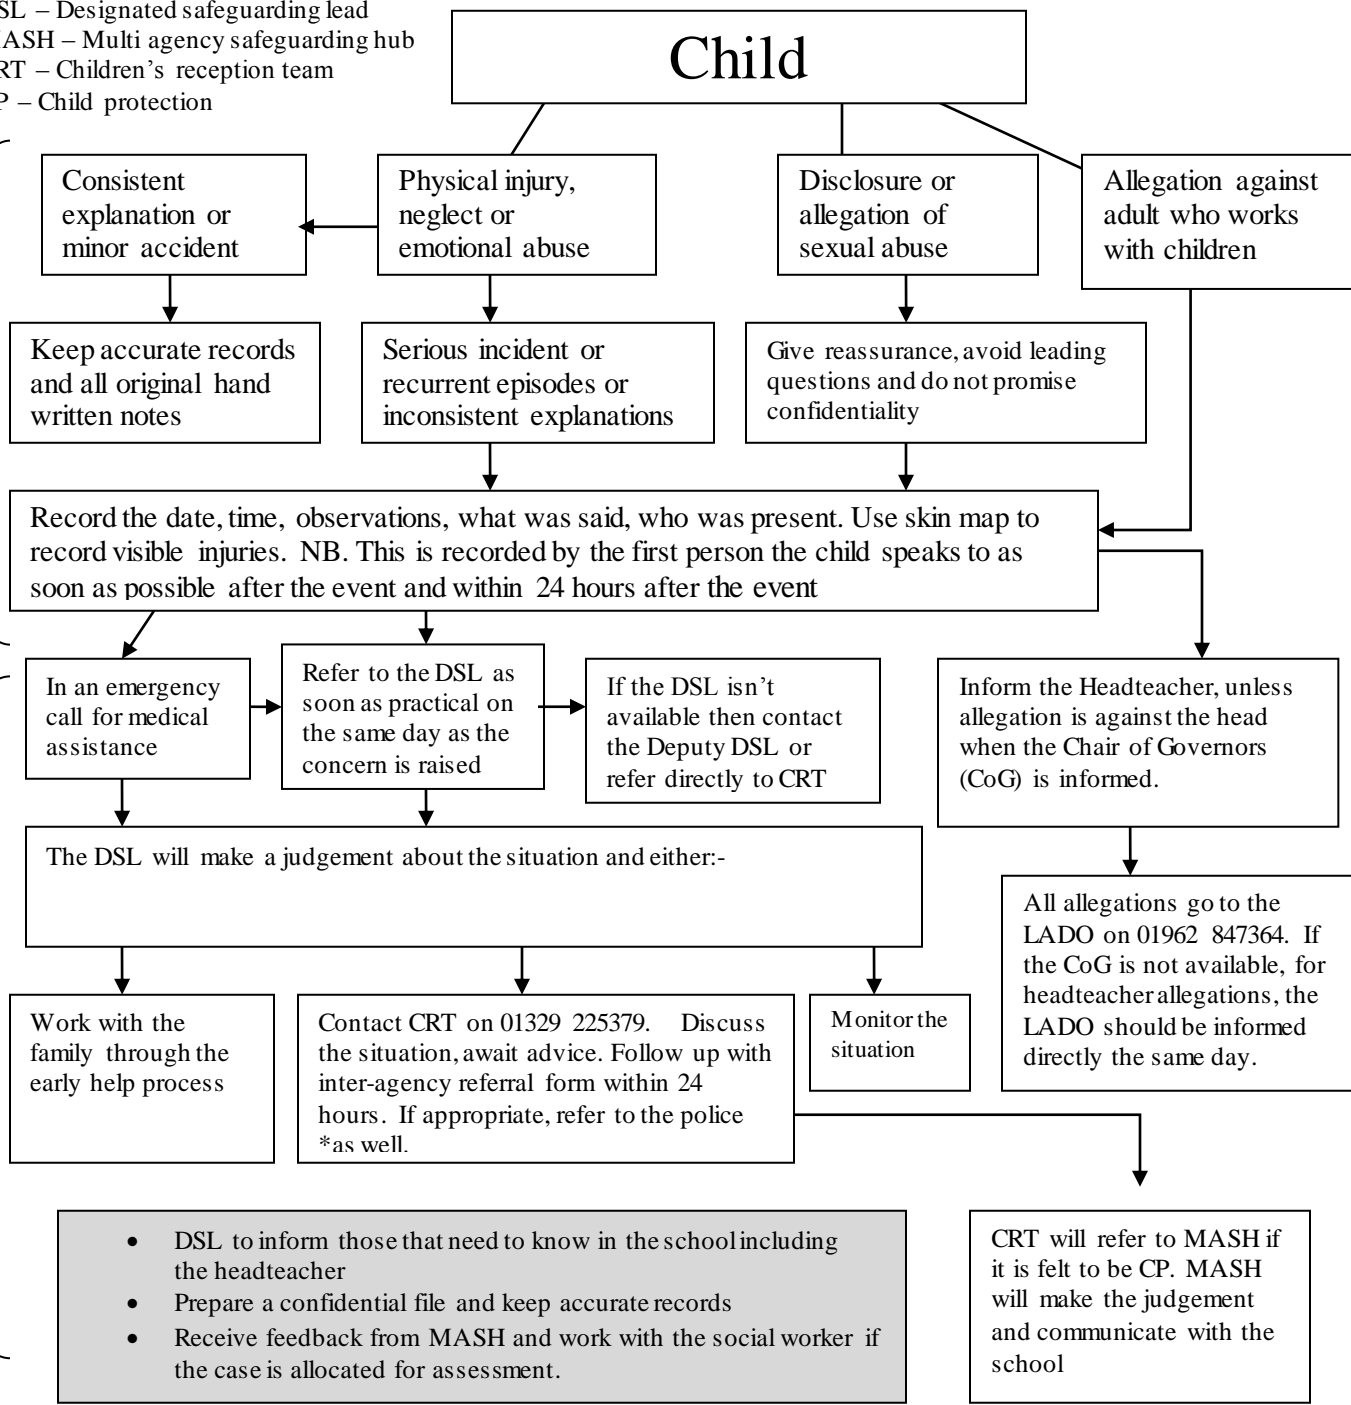 SL – Designated safeguarding lead
ASH – Multi agency safeguarding hub
RT – Children's reception team
P – Child protection
Child
Consistent
explanation or
minor accident
Physical injury,
neglect or
emotional abuse
Disclosure or
allegation of
sexual abuse
Allegation against
adult who works
with children
Keep accurate records
and all original hand
written notes
Serious incident or
recurrent episodes or
inconsistent explanations
Give reassurance, avoid leading
questions and do not promise
confidentiality
Record the date, time, observations, what was said, who was present. Use skin map to
record visible injuries. NB. This is recorded by the first person the child speaks to as
soon as possible after the event and within 24 hours after the event
In an emergency
call for medical
assistance
Refer to the DSL as
soon as practical on
the same day as the
concern is raised
If the DSL isn't
available then contact
the Deputy DSL or
refer directly to CRT
Inform the Headteacher, unless
allegation is against the head
when the Chair of Governors
(CoG) is informed.
The DSL will make a judgement about the situation and either:-
All allegations go to the
LADO on 01962 847364. If
the CoG is not available, for
headteacher allegations, the
LADO should be informed
directly the same day.
Work with the
family through the
early help process
Contact CRT on 01329 225379. Discuss
the situation, await advice. Follow up with
inter-agency referral form within 24
hours. If appropriate, refer to the police
*as well.
Monitor the
situation
• DSL to inform those that need to know in the school including
the headteacher
• Prepare a confidential file and keep accurate records
• Receive feedback from MASH and work with the social worker if
the case is allocated for assessment.
CRT will refer to MASH if
it is felt to be CP. MASH
will make the judgement
and communicate with the
school